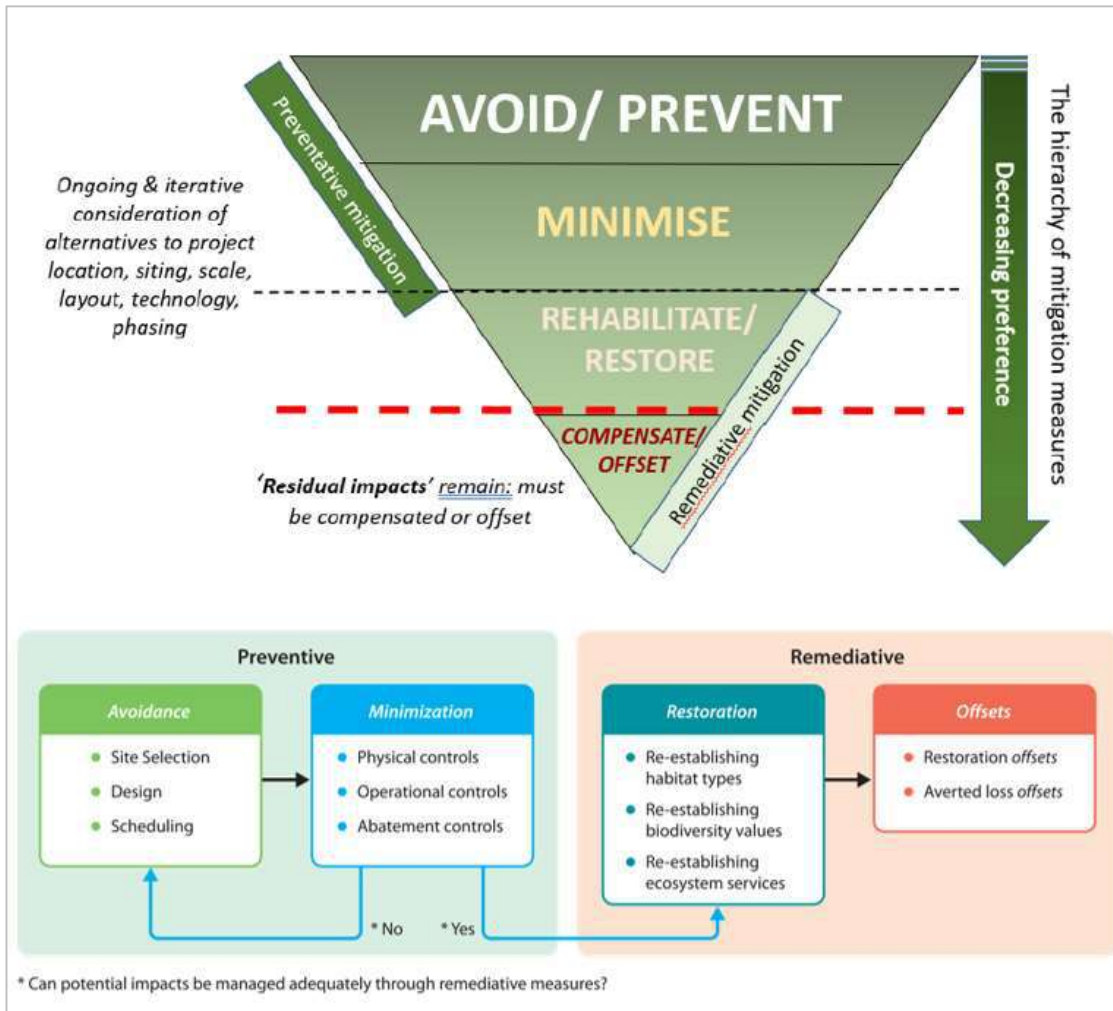 AVOID/ PREVENT
Preventative mitigation
MINIMISE
Ongoing & iterative
consideration of
alternatives to project
location, siting, scale,
layout, technology,
phasing
REHABILITATE/
RESTORE
COMPENSATE/
OFFSET
Remediative mitigation
'Residual impacts' remain: must
be compensated or offset
Decreasing preference
The hierarchy of mitigation measures
Preventive
Avoidance
Site Selection
Design
Scheduling
Minimization
Physical controls
Operational controls
Abatement controls
* No
* Yes
Remediative
Restoration
Re-establishing
habitat types
Re-establishing
biodiversity values
Re-establishing
ecosystem services
Offsets
Restoration offsets
Averted loss offsets
* Can potential impacts be managed adequately through remediative measures?